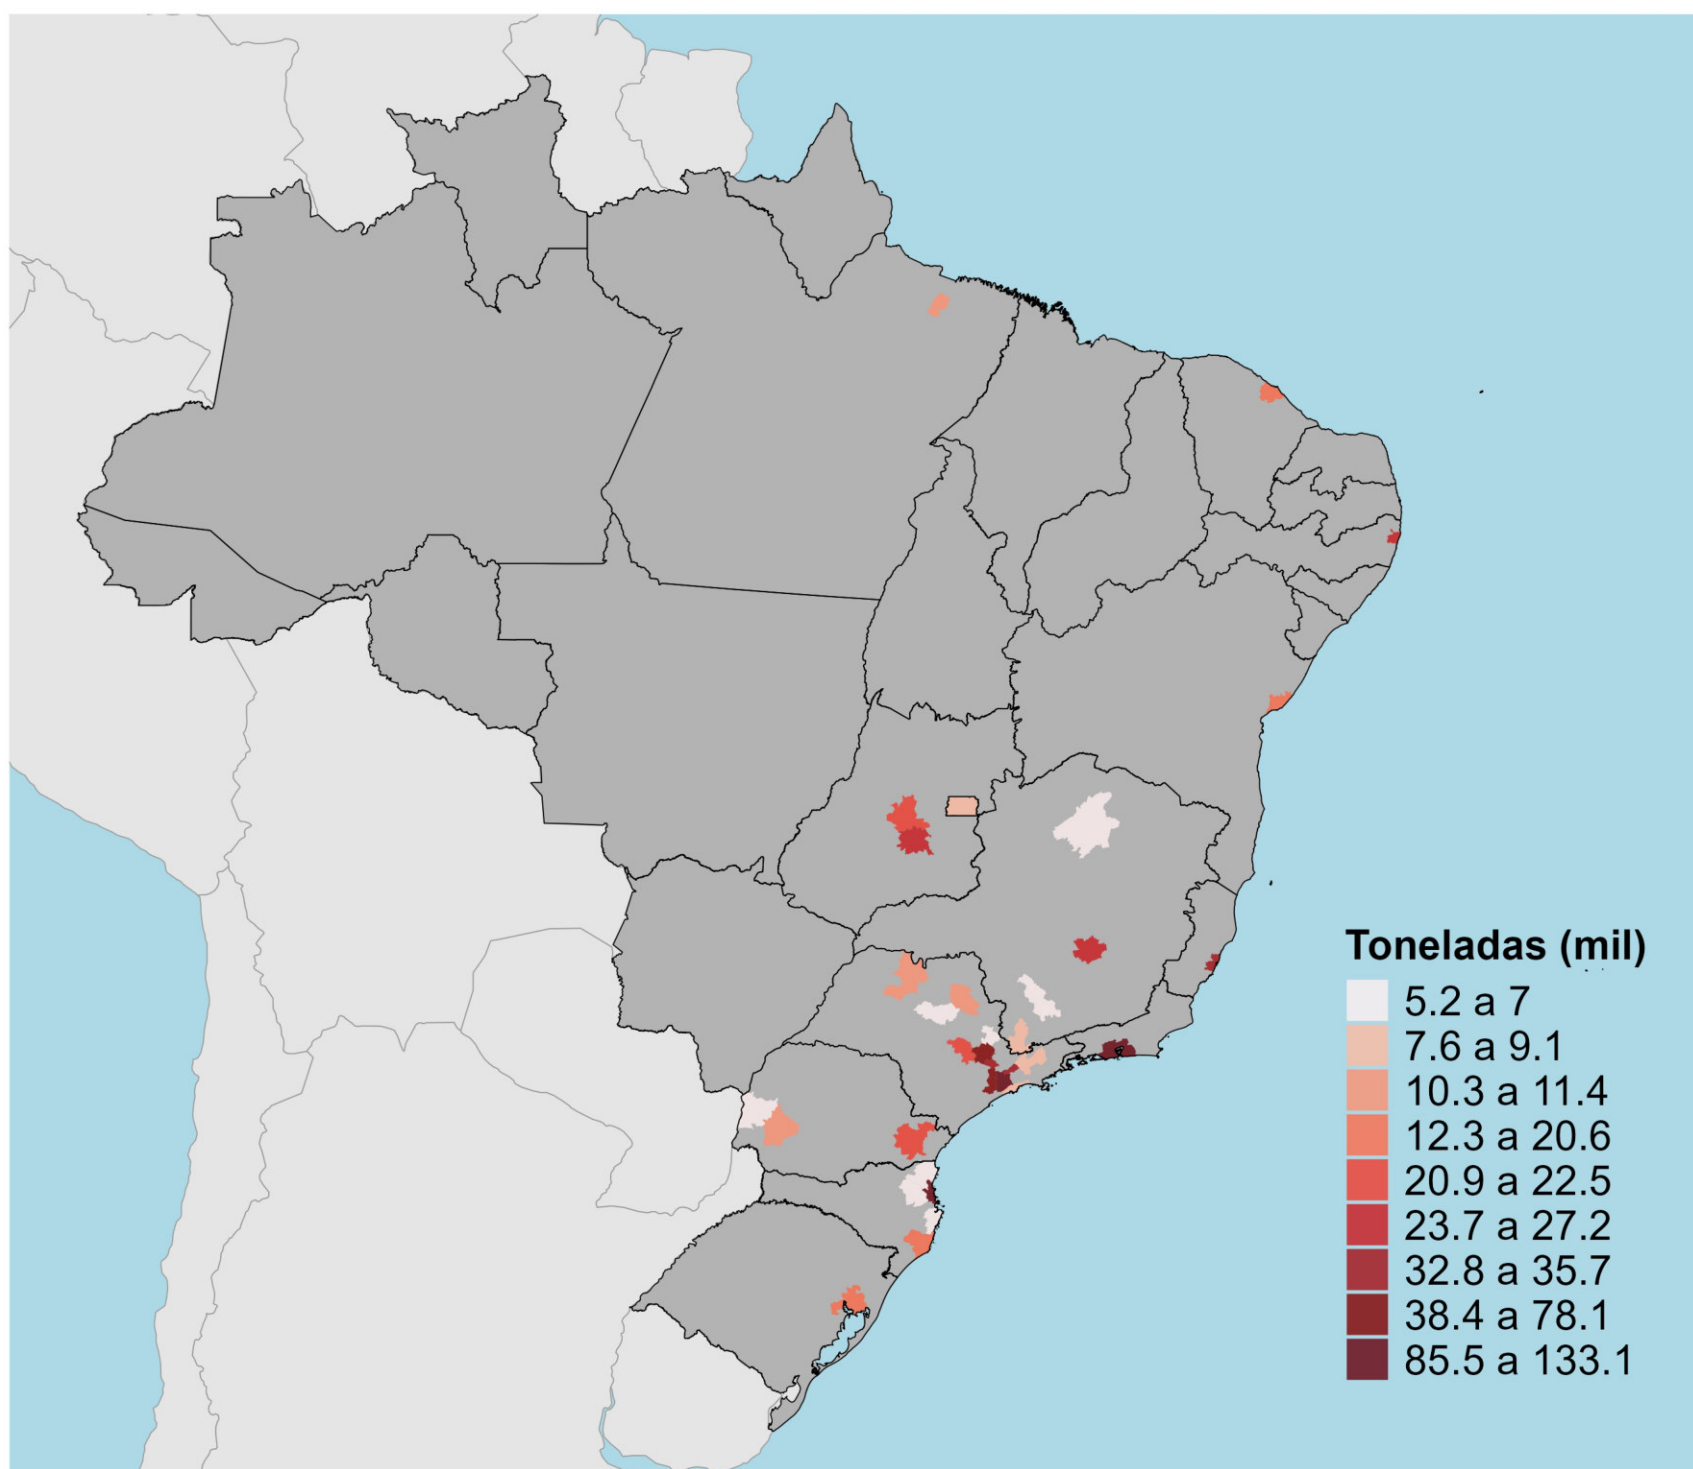 Toneladas (mil)
5.2 a 7
7.6 a 9.1
10.3 a 11.4
12.3 a 20.6
20.9 a 22.5
23.7 a 27.2
32.8 a 35.7
38.4 a 78.1
85.5 a 133.1